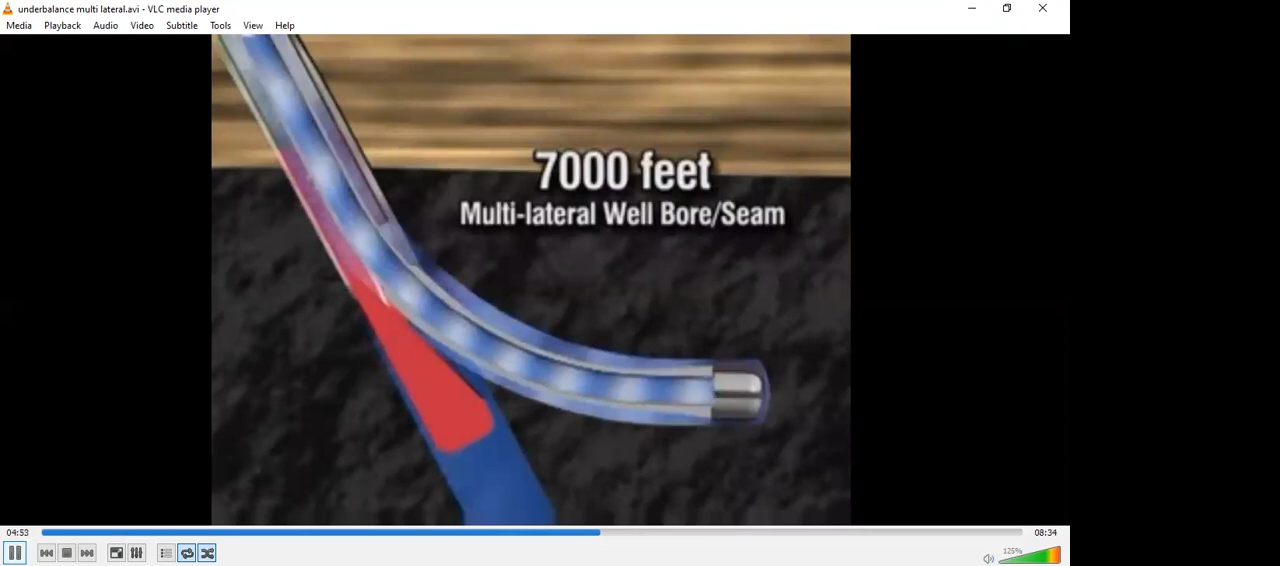 underbalance multi lateral.avi - VLC media player
Media Playback Audio Video Subtitle Tools View Help
7000 feet
Multi-lateral Well Bore/Seam
04:53
08:34
125%